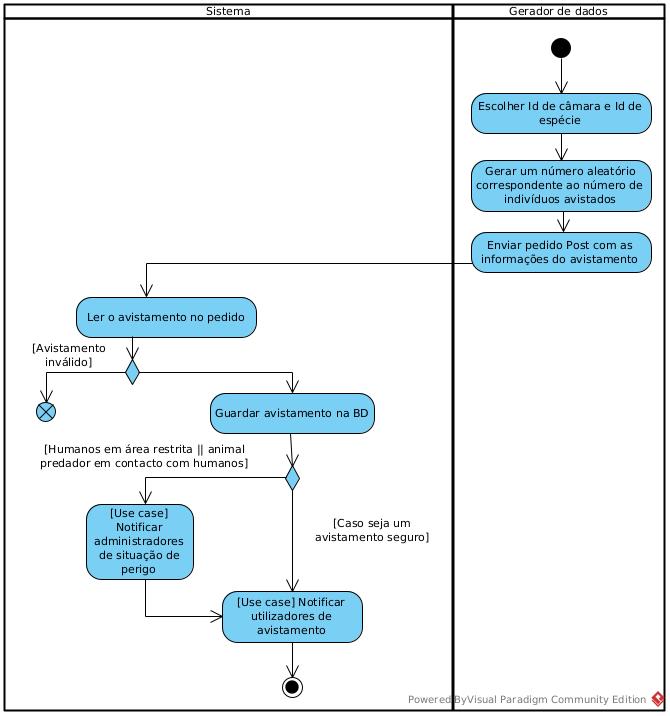 Sistema
Gerador de dados
Escolher Id de câmara e Id de
espécie
Gerar um número aleatório
correspondente ao número de
indivíduos avistados
Enviar pedido Post com as
informações do avistamento
Ler o avistamento no pedido
[Avistamento
inválido]
Guardar avistamento na BD
[Humanos em área restrita || animal
predador em contacto com humanos]
[Use case]
Notificar
administradores
de situação de
perigo
[Caso seja um
avistamento seguro]
[Use case] Notificar
utilizadores de
avistamento
Powered ByVisual Paradigm Community Edition